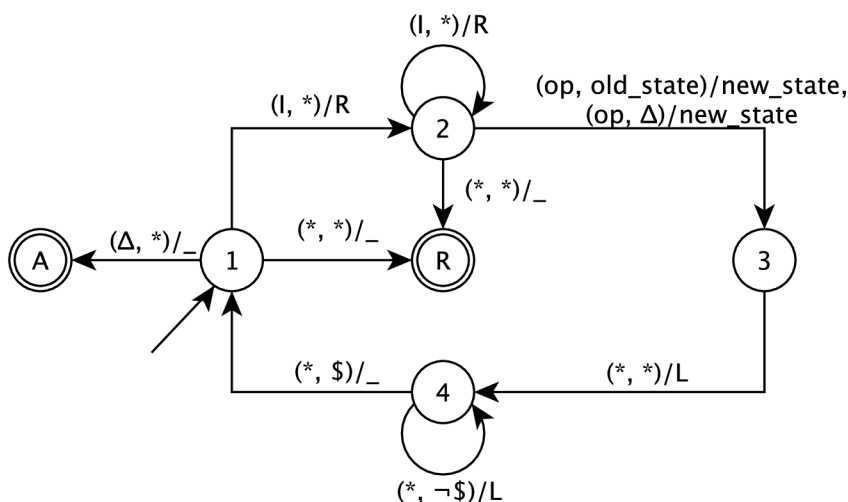 (I, *)/R
(op, old_state)/new_state,
(op, Δ)/new_state
(I, *)/R
2
(*, *)/_
(Δ, *)/_
(*, *)/_
A
1
R
3
(*, $)/_
4
(*, *)/L
(*, ¬$)/L